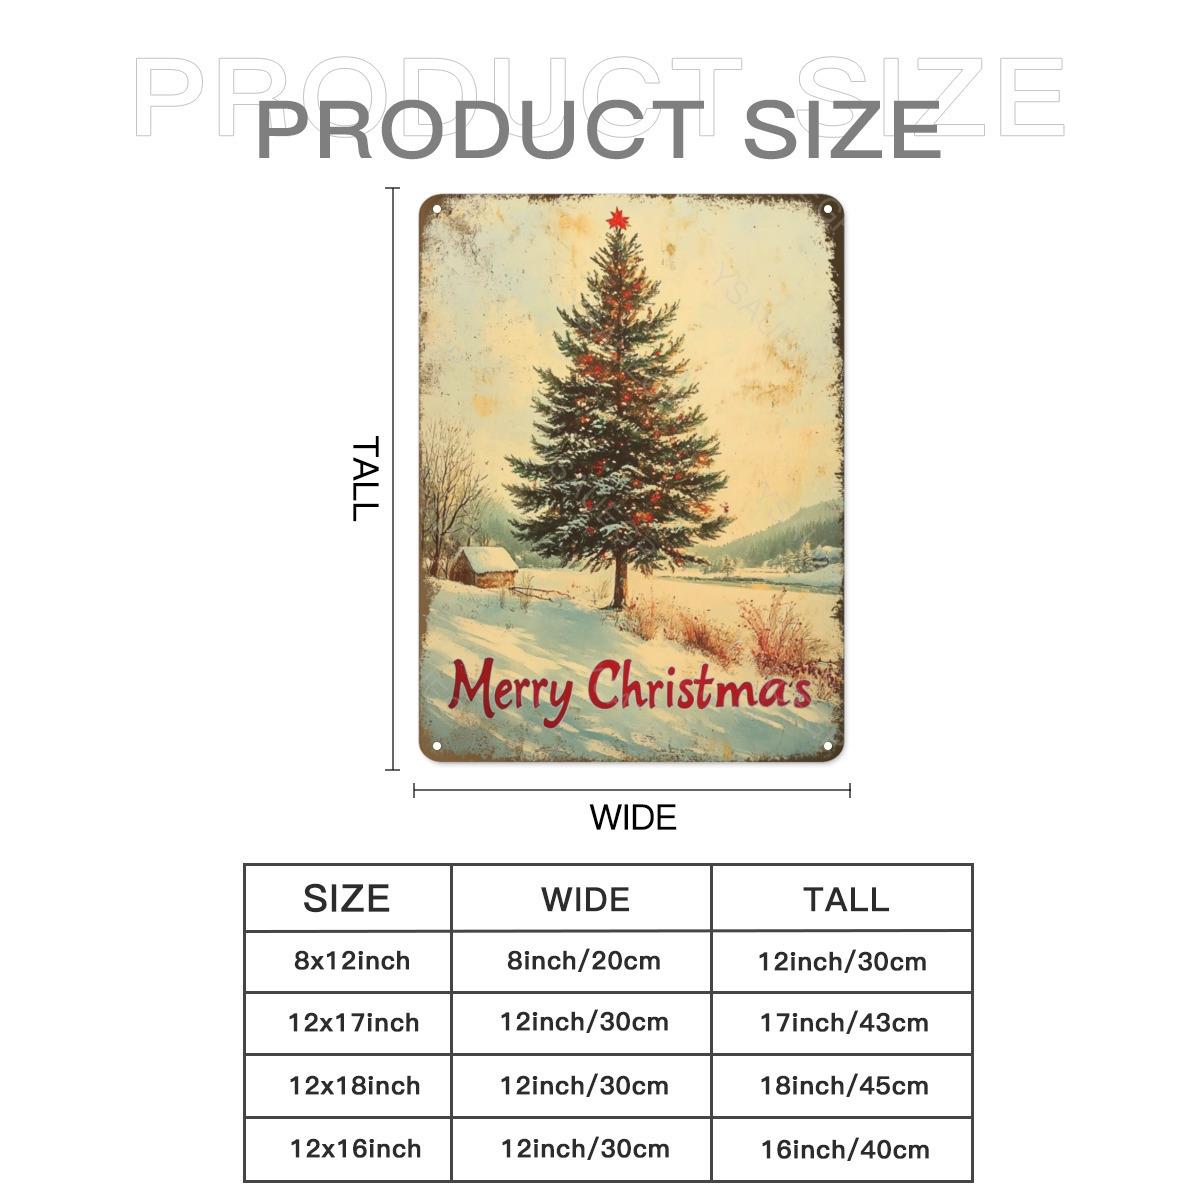 PRODUCT SIZE
PRODUCT SIZE
TALL
Merry Christmas
WIDE
SIZE WIDE TALL
8x12inch 8inch/20cm 12inch/30cm
12x17inch 12inch/30cm 17inch/43cm
12x18inch 12inch/30cm 18inch/45cm
12x16inch 12inch/30cm 16inch/40cm